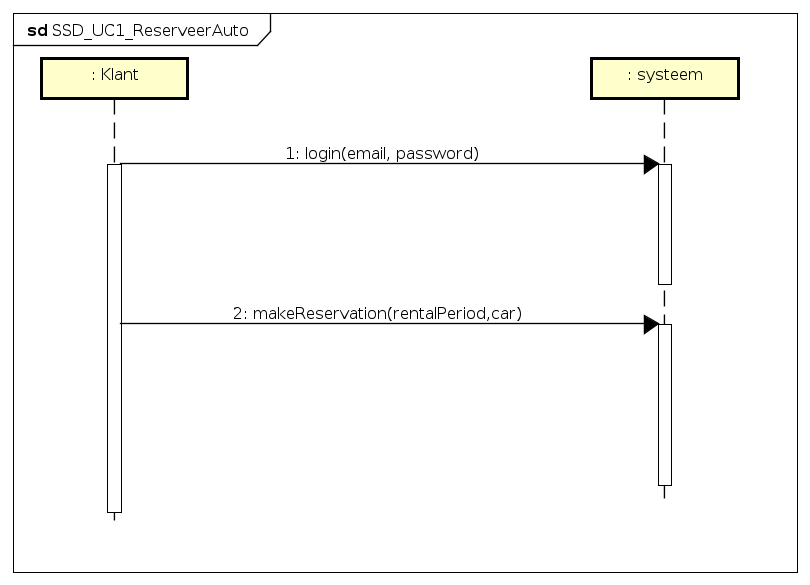 sd SSD_UC1_ReserveerAuto
: Klant
: systeem
1: login(email, password)
2: makeReservation(rentalPeriod,car)